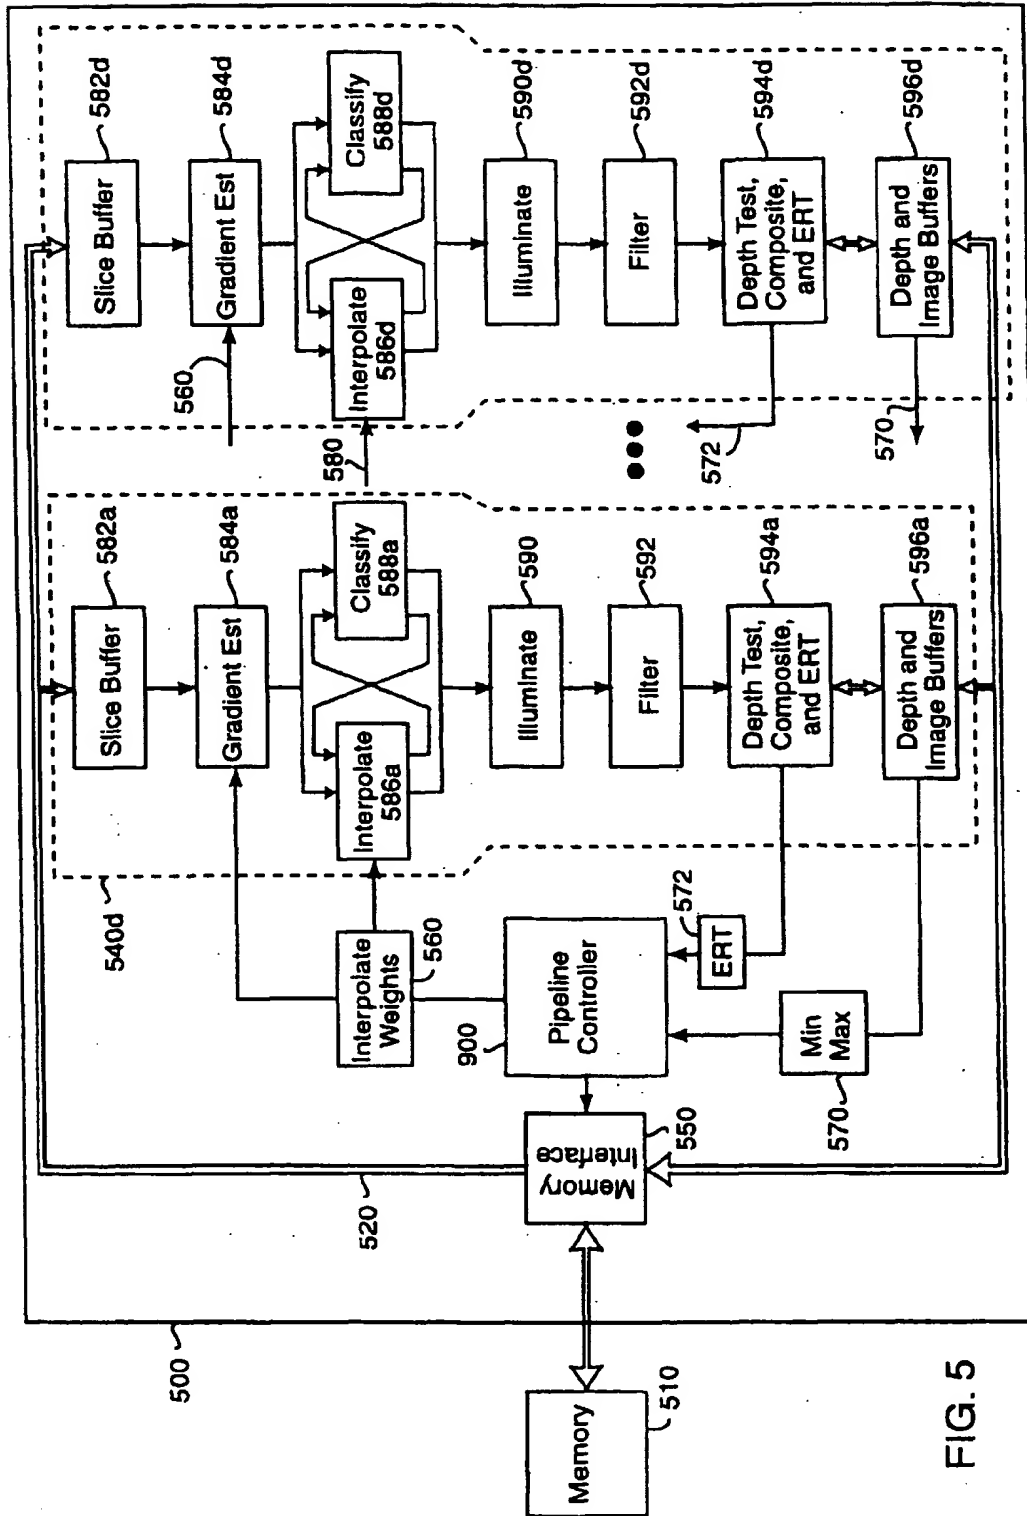 582d
Slice Buffer
584d
Gradient Est
560
Classify
588d
Interpolate
586d
580
590d
Illuminate
592d
Filter
594d
Depth Test,
Composite,
and ERT
572
596d
Depth and
Image Buffers
570
582a
Slice Buffer
584a
Gradient Est
Classify
588a
Interpolate
586a
590
Illuminate
592
Filter
594a
Depth Test,
Composite,
and ERT
596a
Depth and
Image Buffers
540d
Interpolate
Weights
560
Pipeline
Controller
900
572
ERT
Min
Max
570
Memory
Interface
550
520
500
Memory
510
FIG. 5